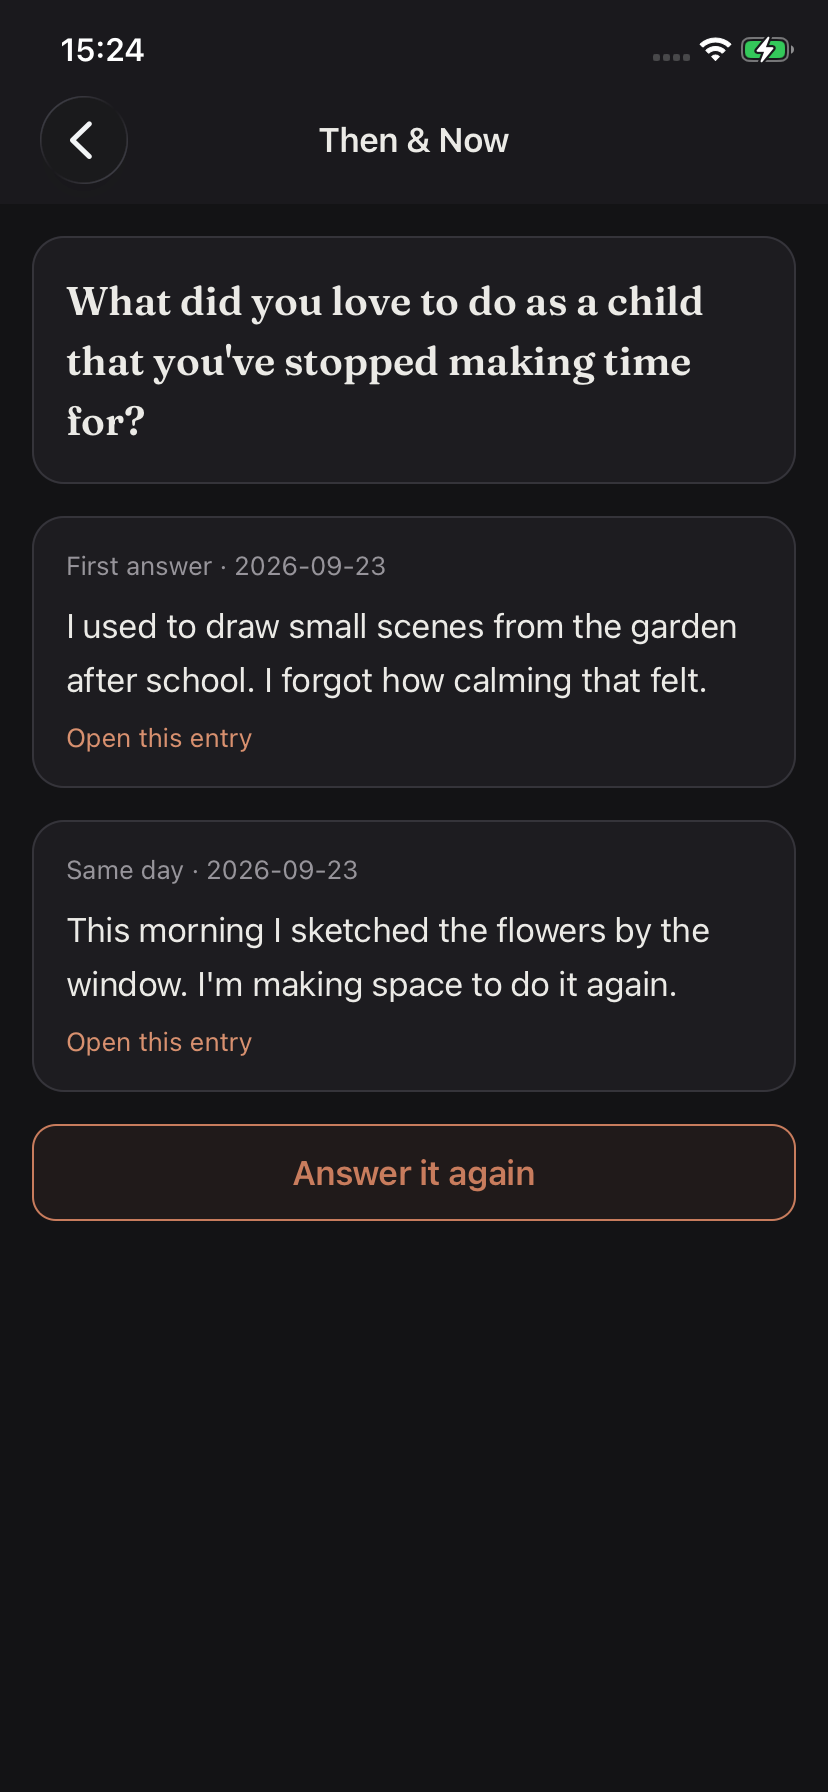 15:24
Then & Now
What did you love to do as a child
that you've stopped making time
for?
First answer · 2026-09-23
I used to draw small scenes from the garden
after school. I forgot how calming that felt.
Open this entry
Same day · 2026-09-23
This morning I sketched the flowers by the
window. I'm making space to do it again.
Open this entry
Answer it again